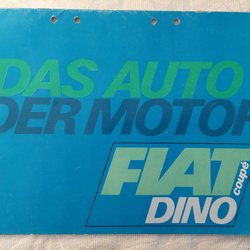 DAS AUTO
DER MOTOR
FIAT
DINO coupé